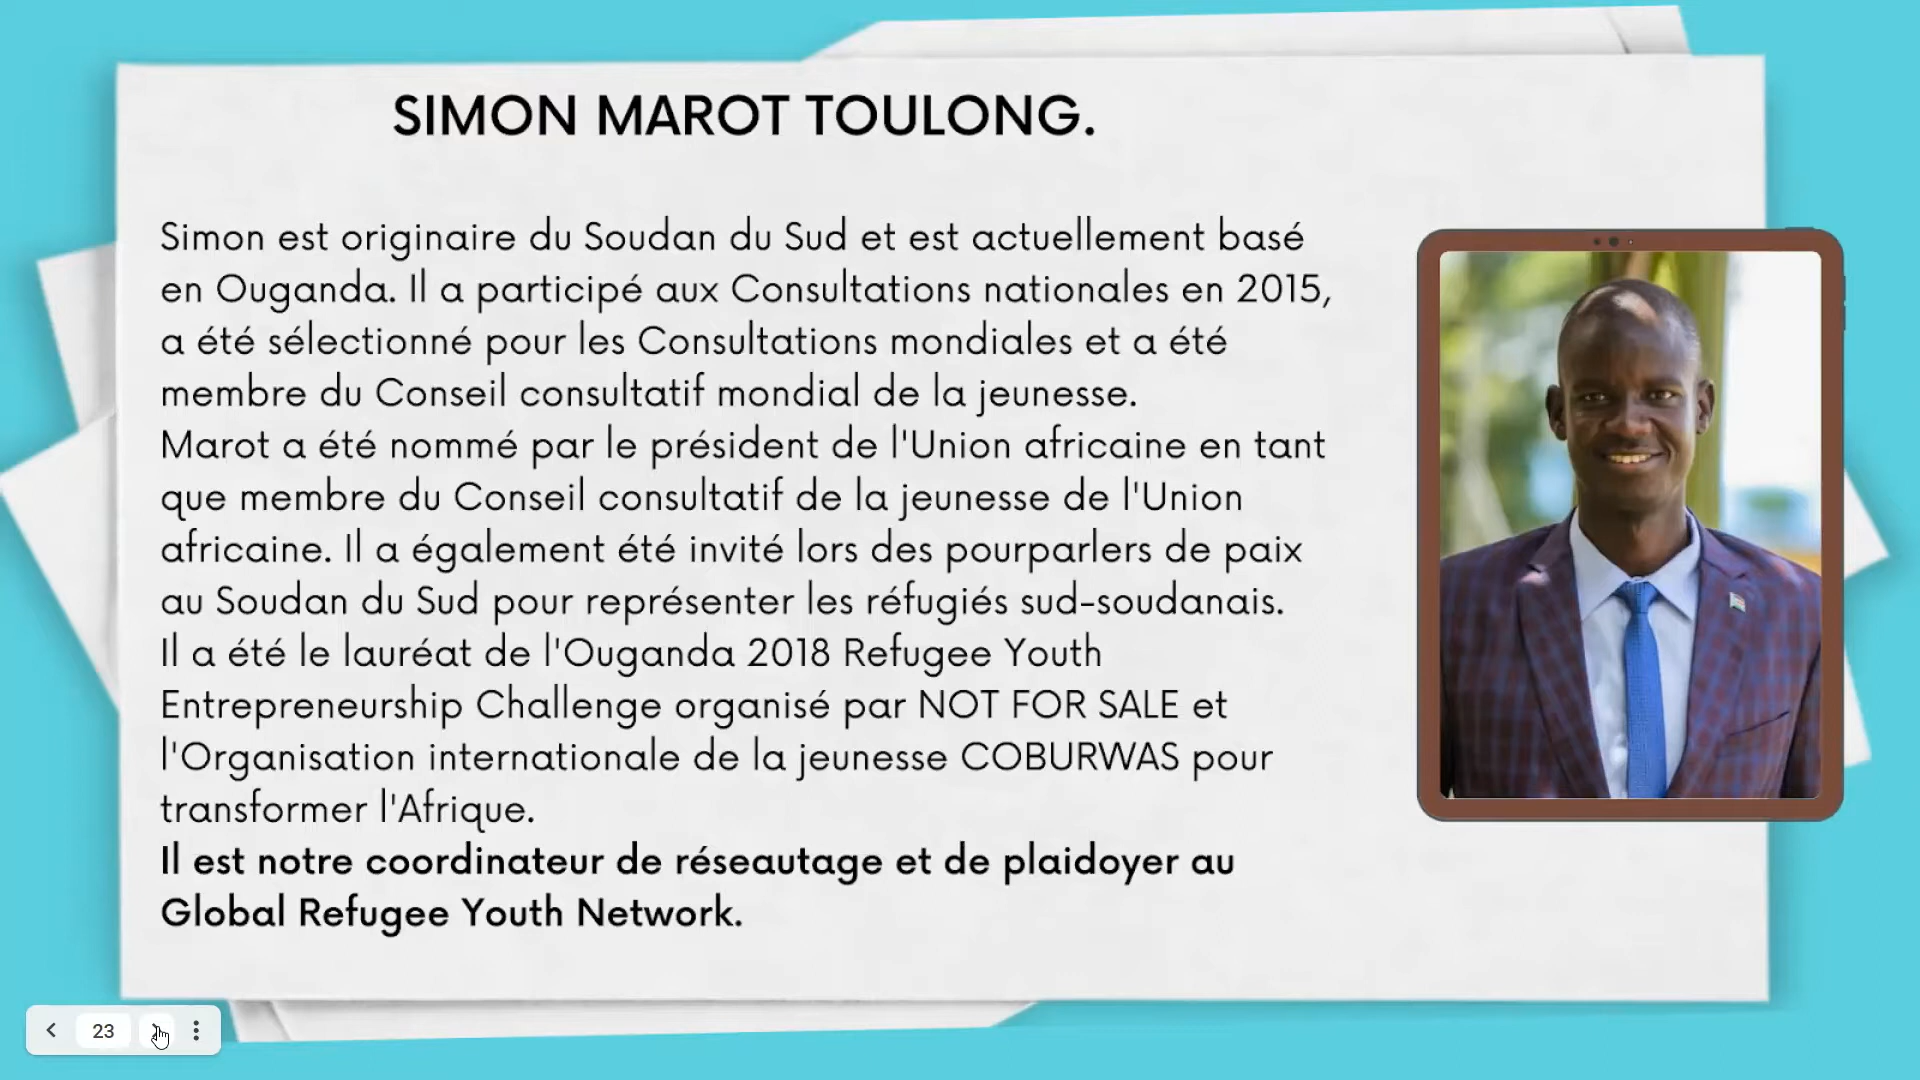 SIMON MAROT TOULONG.
Simon est originaire du Soudan du Sud et est actuellement basé
en Ouganda. Il a participé aux Consultations nationales en 2015,
a été sélectionné pour les Consultations mondiales et a été
membre du Conseil consultatif mondial de la jeunesse.
Marot a été nommé par le président de l'Union africaine en tant
que membre du Conseil consultatif de la jeunesse de l'Union
africaine. Il a également été invité lors des pourparlers de paix
au Soudan du Sud pour représenter les réfugiés sud-soudanais.
Il a été le lauréat de l'Ouganda 2018 Refugee Youth
Entrepreneurship Challenge organisé par NOT FOR SALE et
l'Organisation internationale de la jeunesse COBURWAS pour
transformer l'Afrique.
Il est notre coordinateur de réseautage et de plaidoyer au
Global Refugee Youth Network.
23